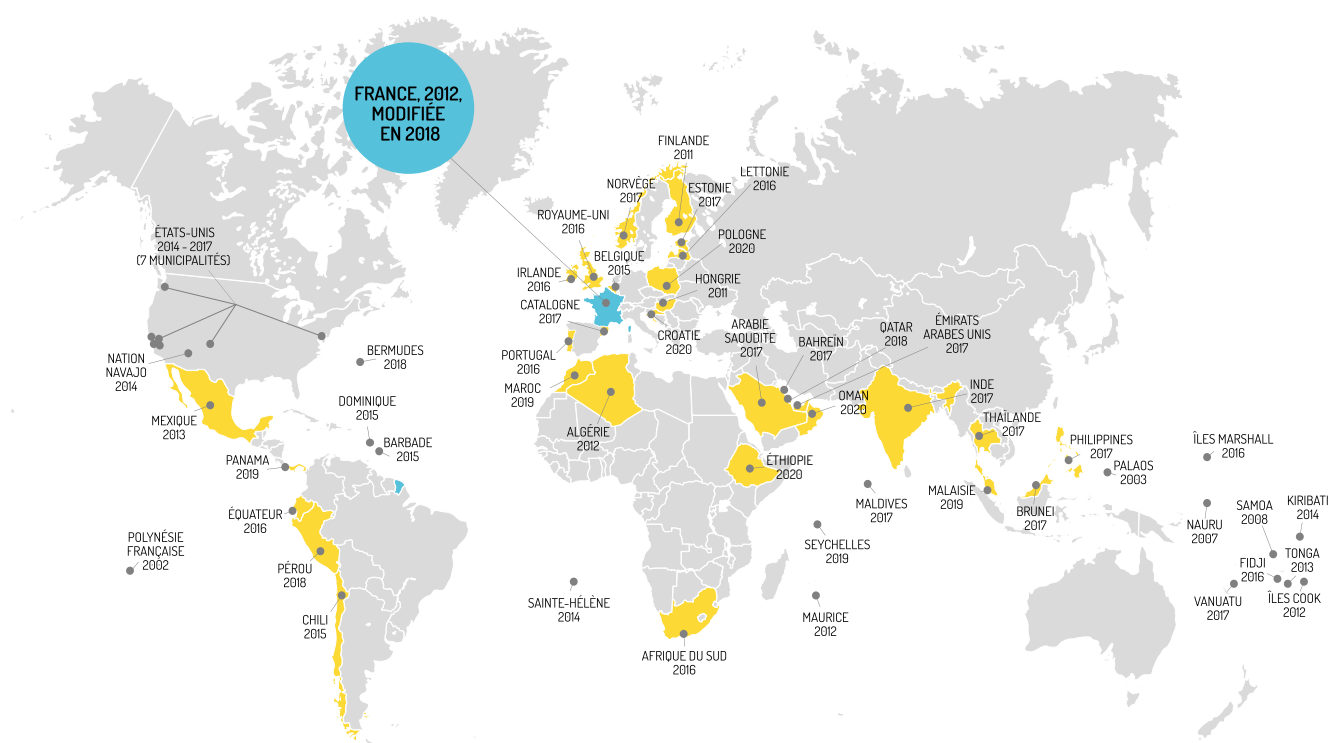 FRANCE, 2012,
MODIFIÉE
EN 2018
FINLANDE
2011
LETTONIE
2016
NORVÈGE
2017
ESTONIE
2017
ROYAUME-UNI
2016
POLOGNE
2020
ÉTATS-UNIS
2014 - 2017
(7 MUNICIPALITÉS)
BELGIQUE
2015
IRLANDE
2016
HONGRIE
2011
CATALOGNE
2017
CROATIE
2020
ARABIE
SAOUDITE
2017
BAHREÏN
2017
QATAR
2018
ÉMIRATS
ARABES UNIS
2017
NATION
NAVAJO
2014
BERMUDES
2018
PORTUGAL
2016
MAROC
2019
OMAN
2020
INDE
2017
MEXIQUE
2013
DOMINIQUE
2015
BARBADE
2015
ALGÉRIE
2012
THAÏLANDE
2017
PHILIPPINES
2017
ÎLES MARSHALL
2016
PANAMA
2019
ÉTHIOPIE
2020
PALAOS
2003
MALDIVES
2017
MALAISIE
2019
BRUNEI
2017
ÉQUATEUR
2016
NAURU
2007
SAMOA
2008
KIRIBATI
2014
POLYNÉSIE
FRANÇAISE
2002
PÉROU
2018
SEYCHELLES
2019
FIDJI
2016
TONGA
2013
CHILI
2015
SAINTE-HÉLÈNE
2014
MAURICE
2012
VANUATU
2017
ÎLES COOK
2012
AFRIQUE DU SUD
2016